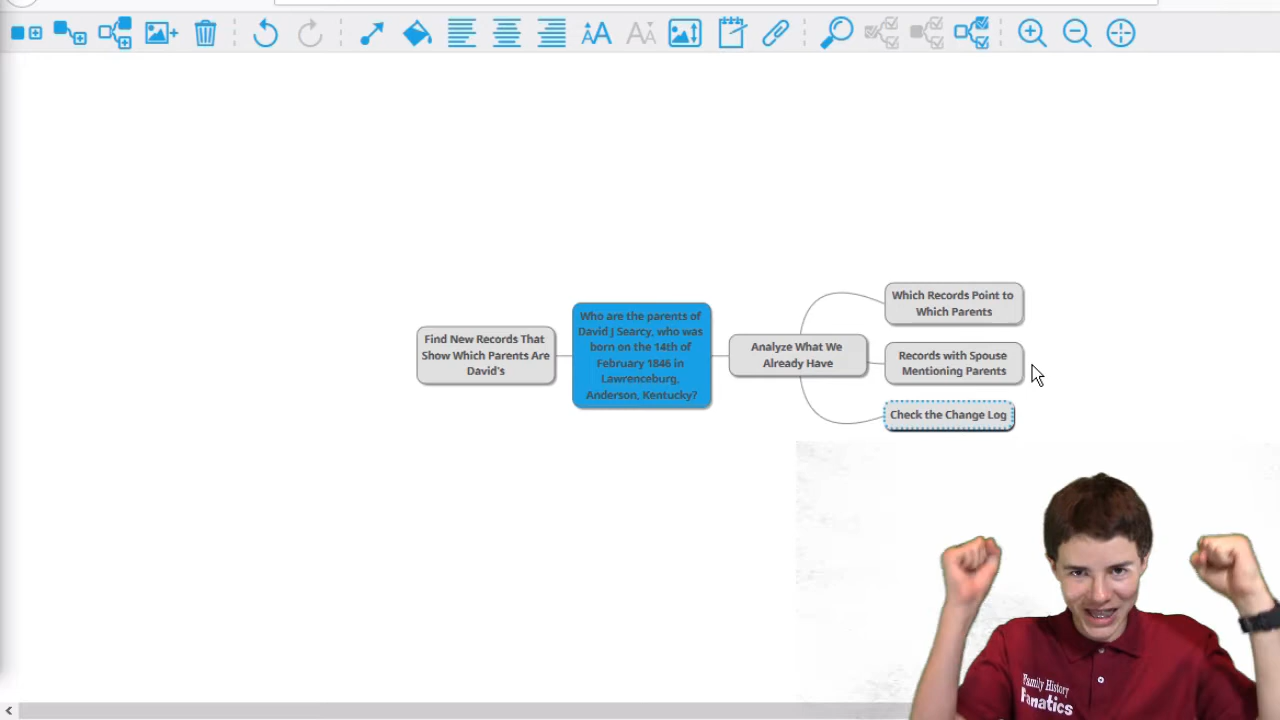 Find New Records That
Show Which Parents Are
David's
Who are the parents of
David J Searcy, who was
born on the 14th of
February 1846 in
Lawrenceburg,
Anderson, Kentucky?
Analyze What We
Already Have
Which Records Point to
Which Parents
Records with Spouse
Mentioning Parents
Check the Change Log
Family History
Fanatics